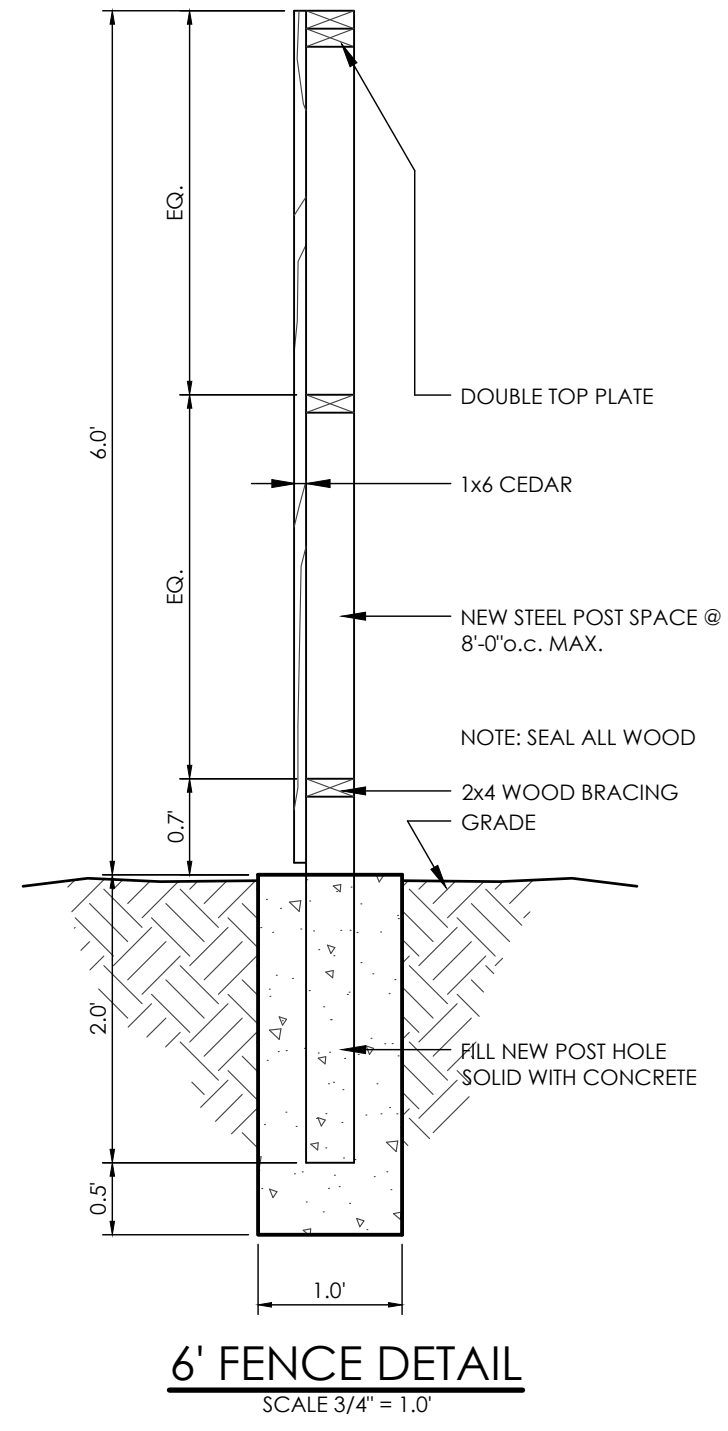 EQ.
6.0'
DOUBLE TOP PLATE
1x6 CEDAR
EQ.
NEW STEEL POST SPACE @
8'-0"o.c. MAX.
NOTE: SEAL ALL WOOD
2x4 WOOD BRACING
0.7'
GRADE
2.0'
FILL NEW POST HOLE
SOLID WITH CONCRETE
0.5'
1.0'
6' FENCE DETAIL
SCALE 3/4" = 1.0'